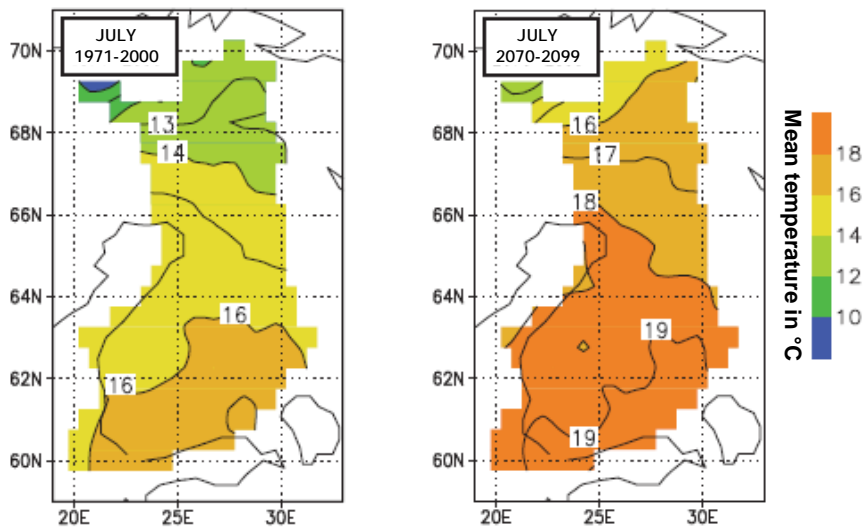 JULY
1971-2000
70N
68N
66N
64N
62N
60N
20E
25E
30E
13
14
16
16
JULY
2070-2099
70N
68N
66N
64N
62N
60N
20E
25E
30E
16
17
18
19
19
Mean temperature in °C
18
16
14
12
10